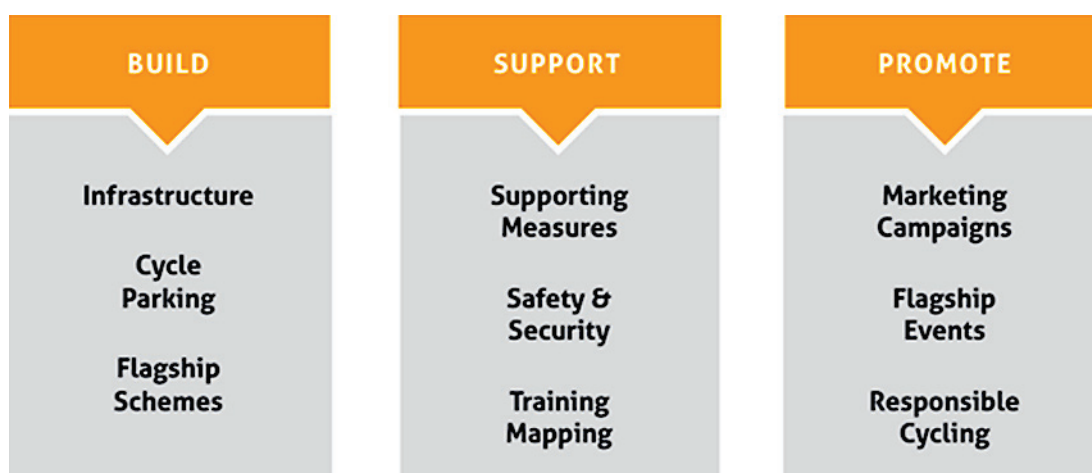 BUILD
Infrastructure
Cycle
Parking
Flagship
Schemes
SUPPORT
Supporting
Measures
Safety &
Security
Training
Mapping
PROMOTE
Marketing
Campaigns
Flagship
Events
Responsible
Cycling